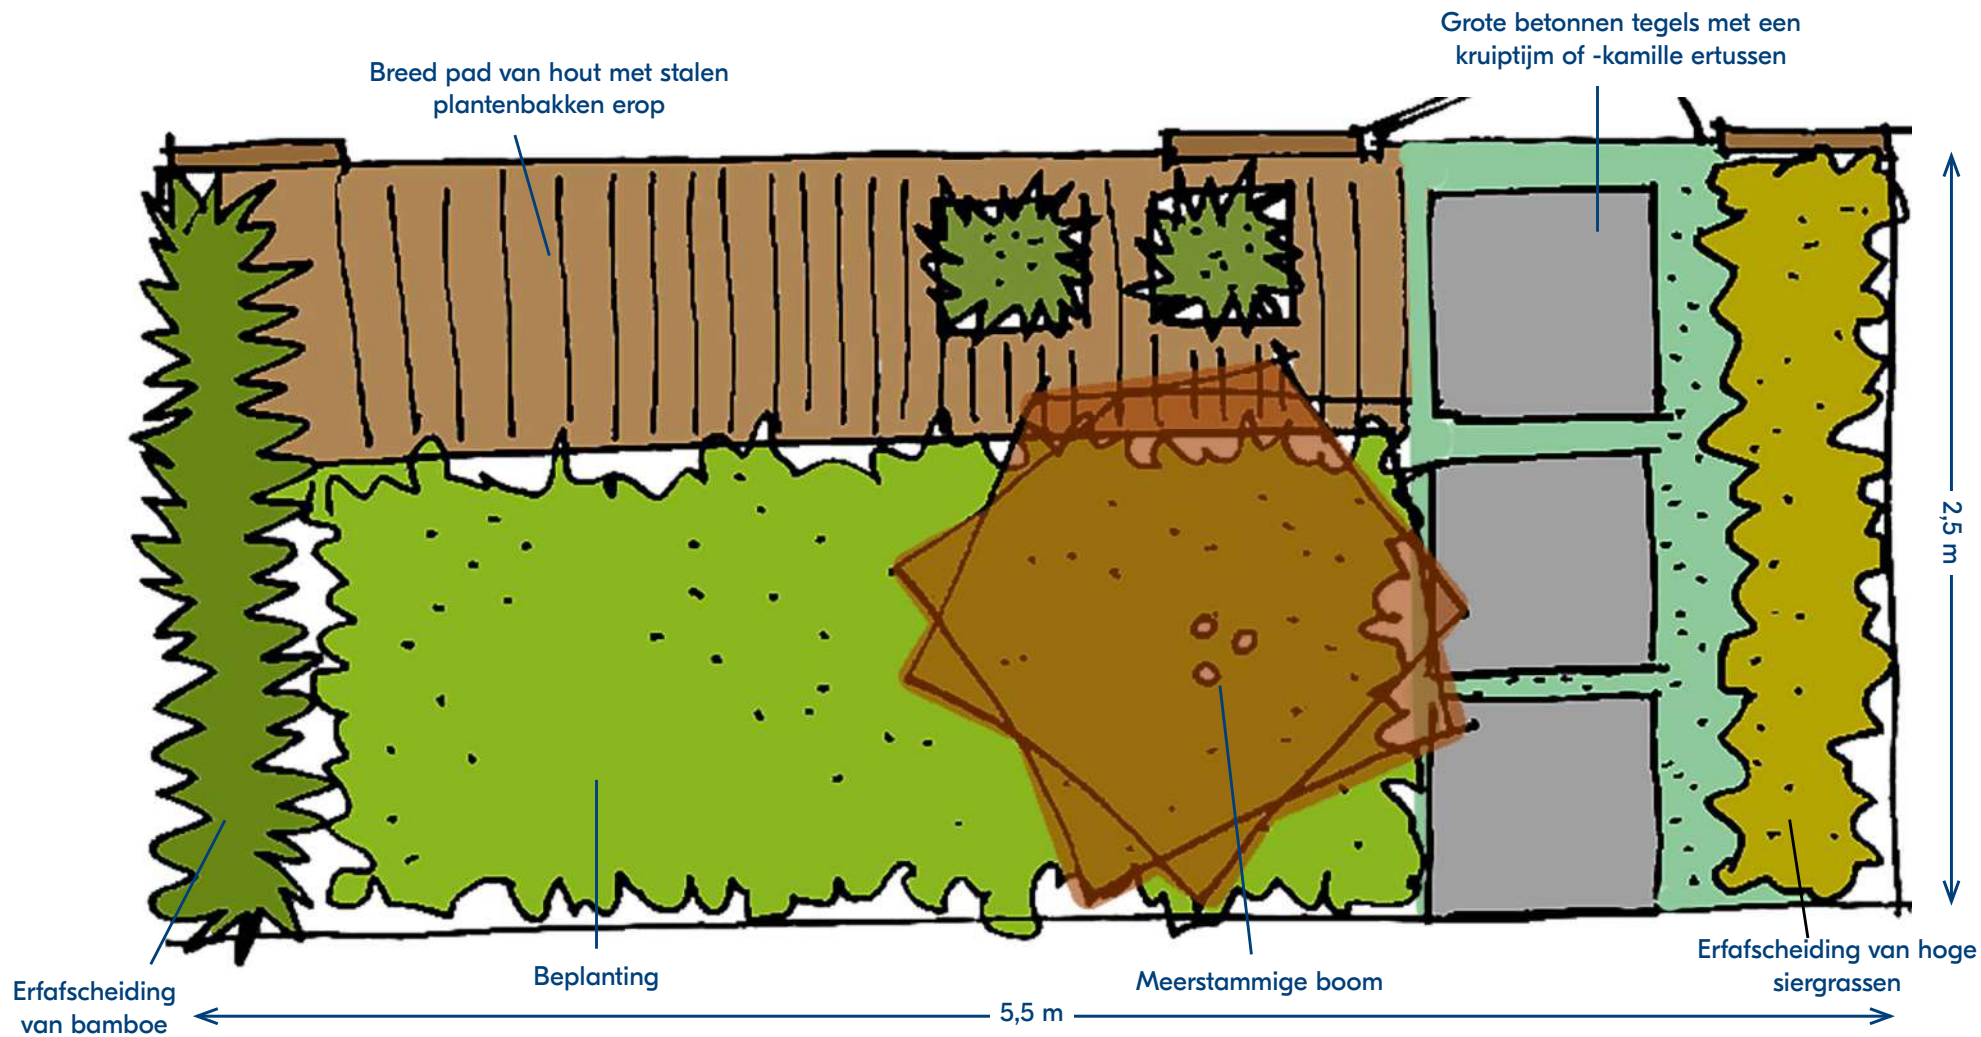 Grote betonnen tegels met een
kruiptijm of -kamille ertussen
Breed pad van hout met stalen
plantenbakken erop
2,5 m
Erfafscheiding van hoge
siergrassen
Beplanting
Meerstammige boom
Erfafscheiding
van bamboe
5,5 m